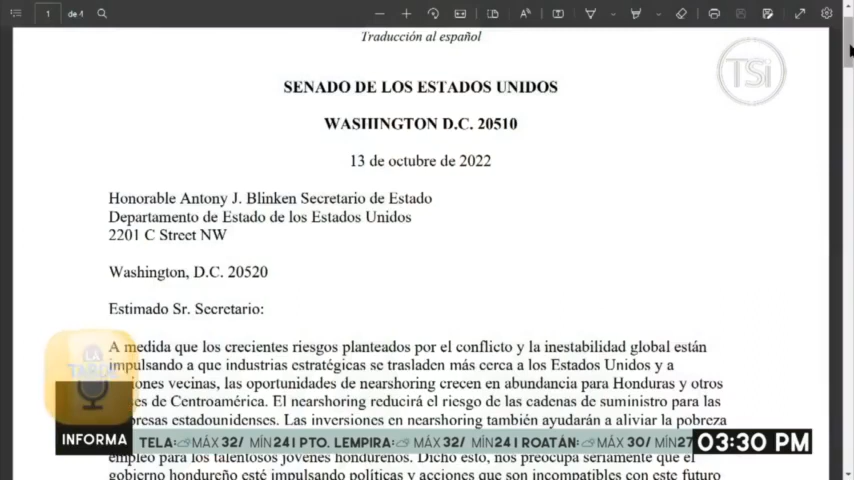 1 de 4
Traducción al español
TSi
SENADO DE LOS ESTADOS UNIDOS
WASHINGTON D.C. 20510
13 de octubre de 2022
Honorable Antony J. Blinken Secretario de Estado
Departamento de Estado de los Estados Unidos
2201 C Street NW
Washington, D.C. 20520
Estimado Sr. Secretario:
A medida que los crecientes riesgos planteados por el conflicto y la inestabilidad global están
impulsando a que industrias estratégicas se trasladen más cerca a los Estados Unidos y a
vecinas, las oportunidades de nearshoring crecen en abundancia para Honduras y otros
de Centroamérica. El nearshoring reducirá el riesgo de las cadenas de suministro para las
estadounidenses. Las inversiones en nearshoring también ayudarán a aliviar la pobreza
LA TARDE
INFORMA
TELA: MÁX 32/ MÍN 24 | PTO. LEMPIRA: MÁX 32/ MÍN 24 | ROATÁN: MÁX 30/ MÍN 27
03:30 PM
empleo para los talentosos jóvenes hondureños. Dicho esto, nos preocupa seriamente que el
gobierno hondureño esté impulsando políticas y acciones que son incompatibles con este futuro